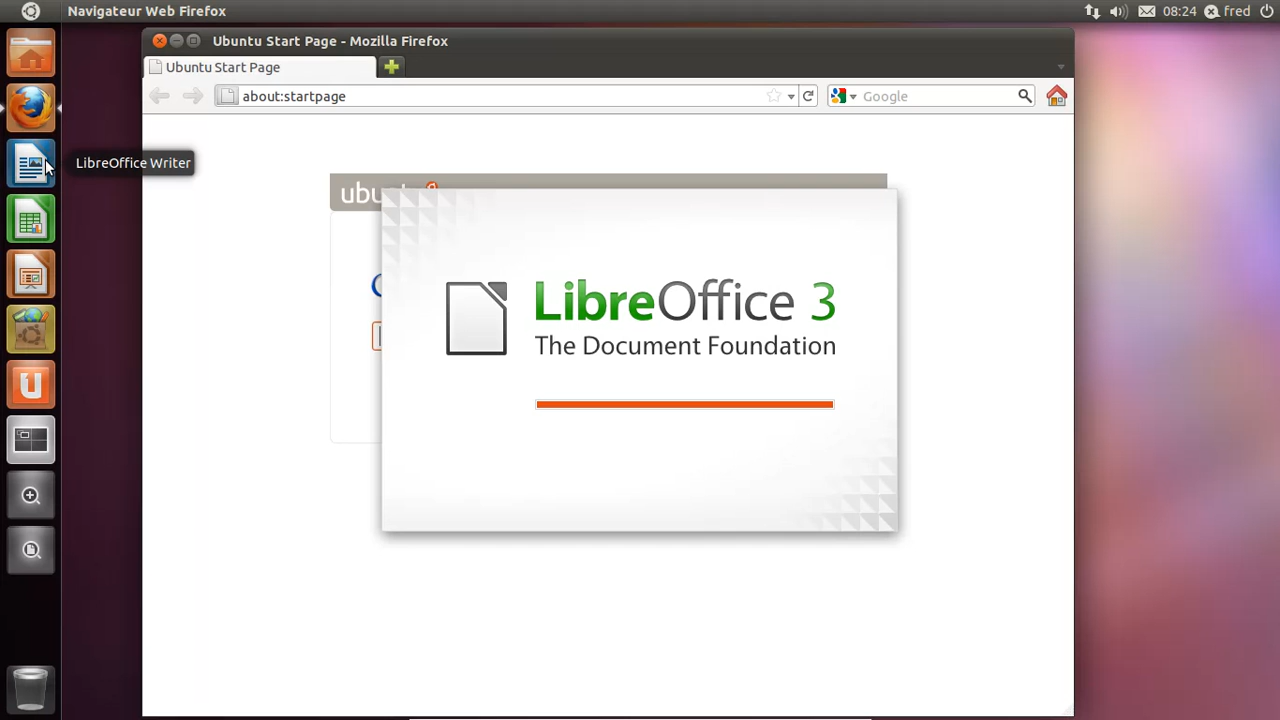 Navigateur Web Firefox
08:24
fred
Ubuntu Start Page - Mozilla Firefox
Ubuntu Start Page
about:startpage
Google
LibreOffice Writer
LibreOffice 3
The Document Foundation